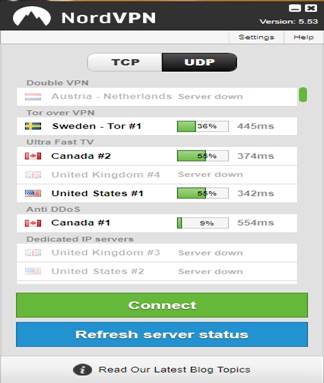 NordVPN
Version: 5.53
Settings Help
TCP UDP
Double VPN
Austria - Netherlands Server down
Tor over VPN
Sweden - Tor #1 36% 445ms
Ultra Fast TV
Canada #2 55% 374ms
United Kingdom #4 Server down
United States #1 55% 342ms
Anti DDoS
Canada #1 9% 554ms
Dedicated IP servers
United Kingdom #3 Server down
United States #2 Server down
Connect
Refresh server status
Read Our Latest Blog Topics